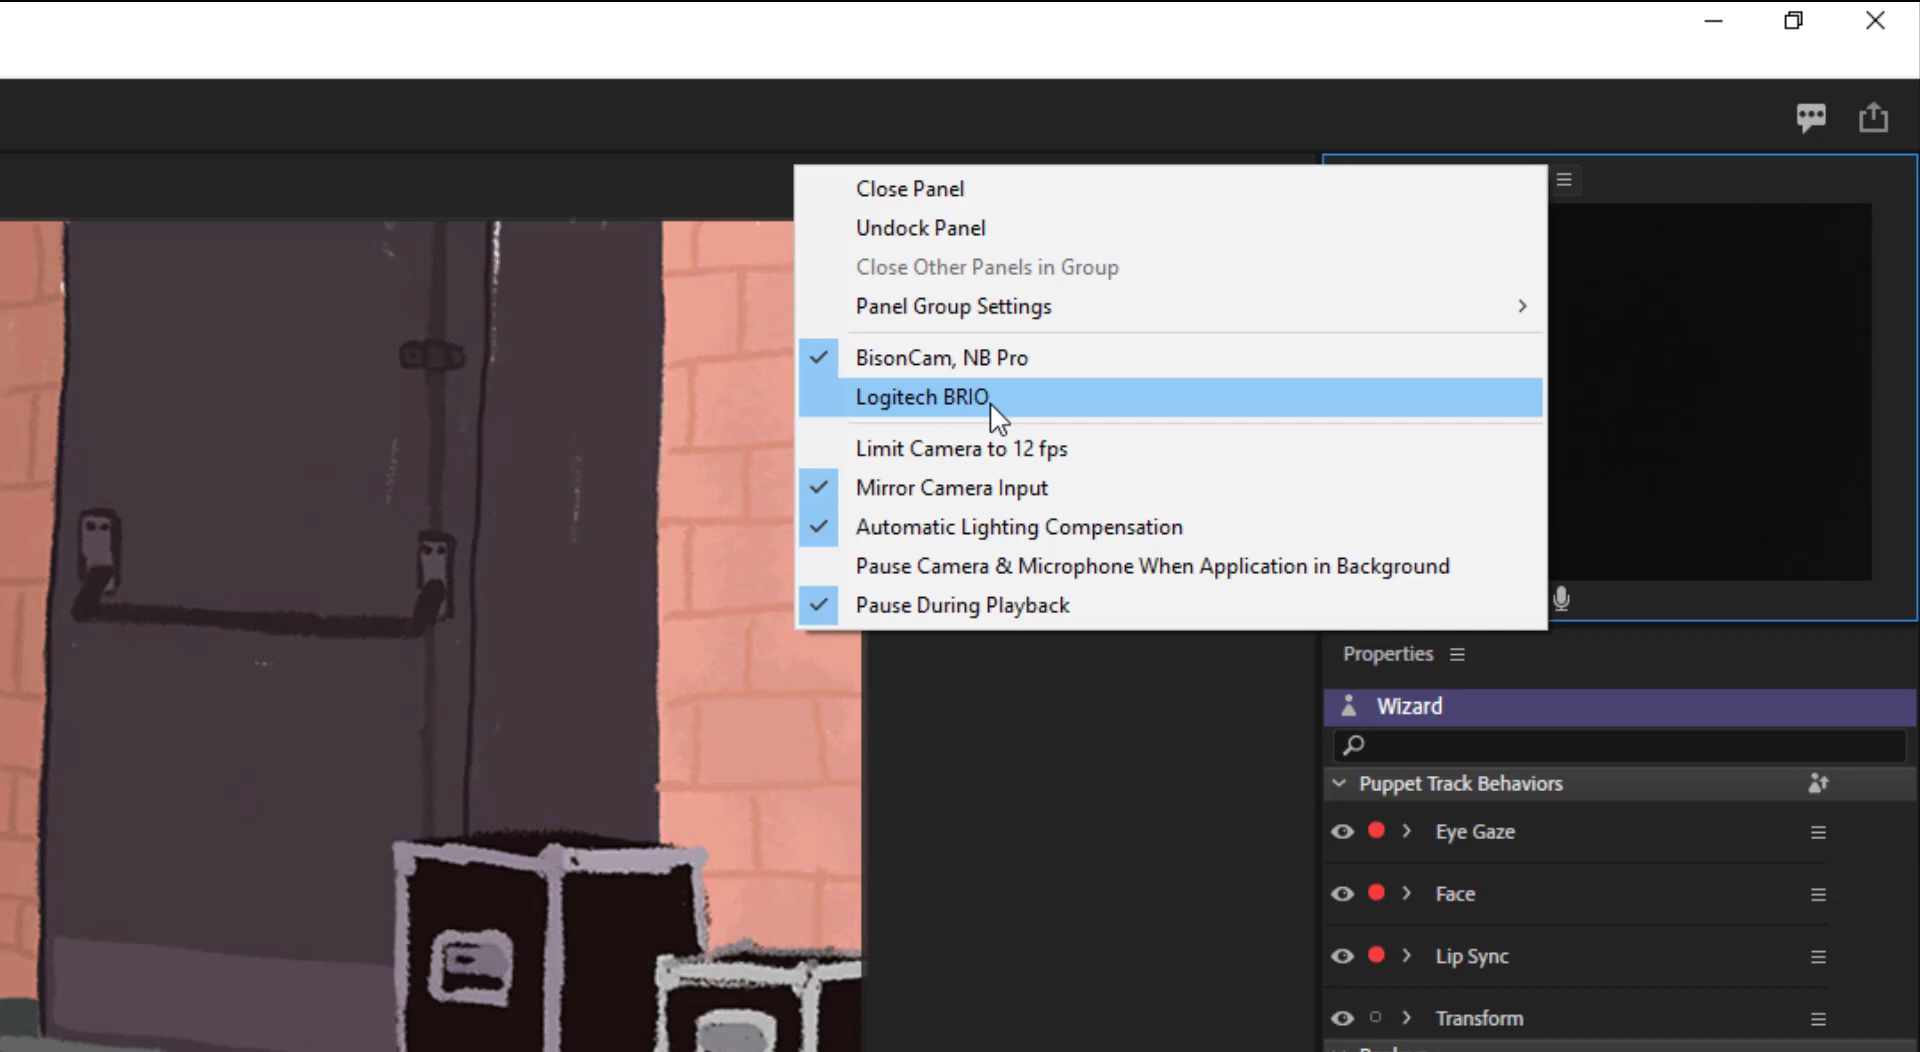 Close Panel
Undock Panel
Close Other Panels in Group
Panel Group Settings
BisonCam, NB Pro
Logitech BRIO
Limit Camera to 12 fps
Mirror Camera Input
Automatic Lighting Compensation
Pause Camera & Microphone When Application in Background
Pause During Playback
Properties
Wizard
Puppet Track Behaviors
Eye Gaze
Face
Lip Sync
Transform